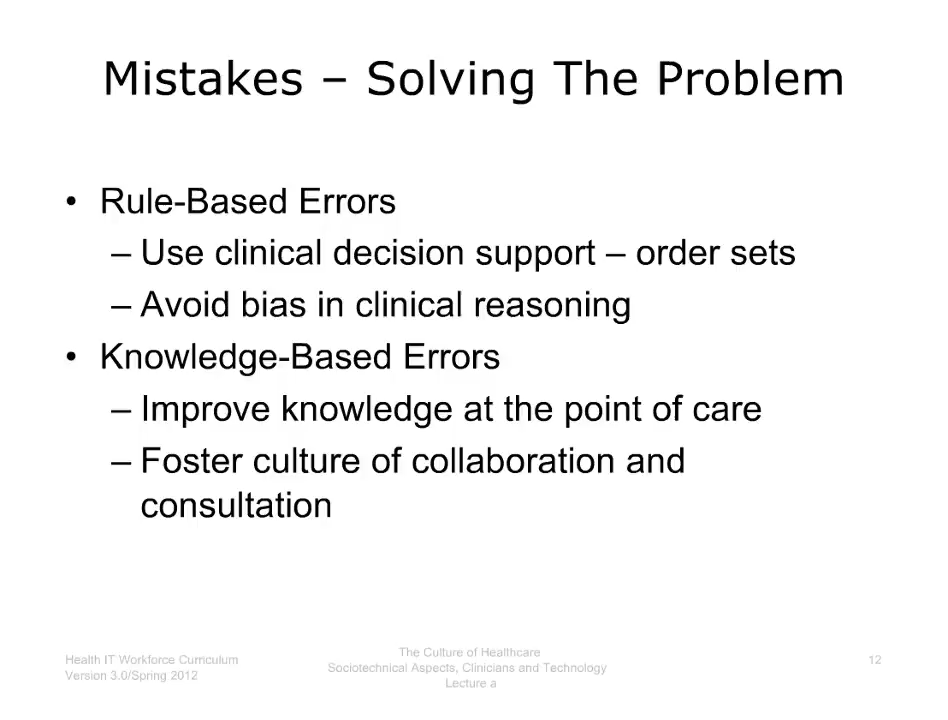 Mistakes – Solving The Problem
• Rule-Based Errors
– Use clinical decision support – order sets
– Avoid bias in clinical reasoning
• Knowledge-Based Errors
– Improve knowledge at the point of care
– Foster culture of collaboration and
consultation
Health IT Workforce Curriculum
Version 3.0/Spring 2012
The Culture of Healthcare
Sociotechnical Aspects, Clinicians and Technology
Lecture a
12